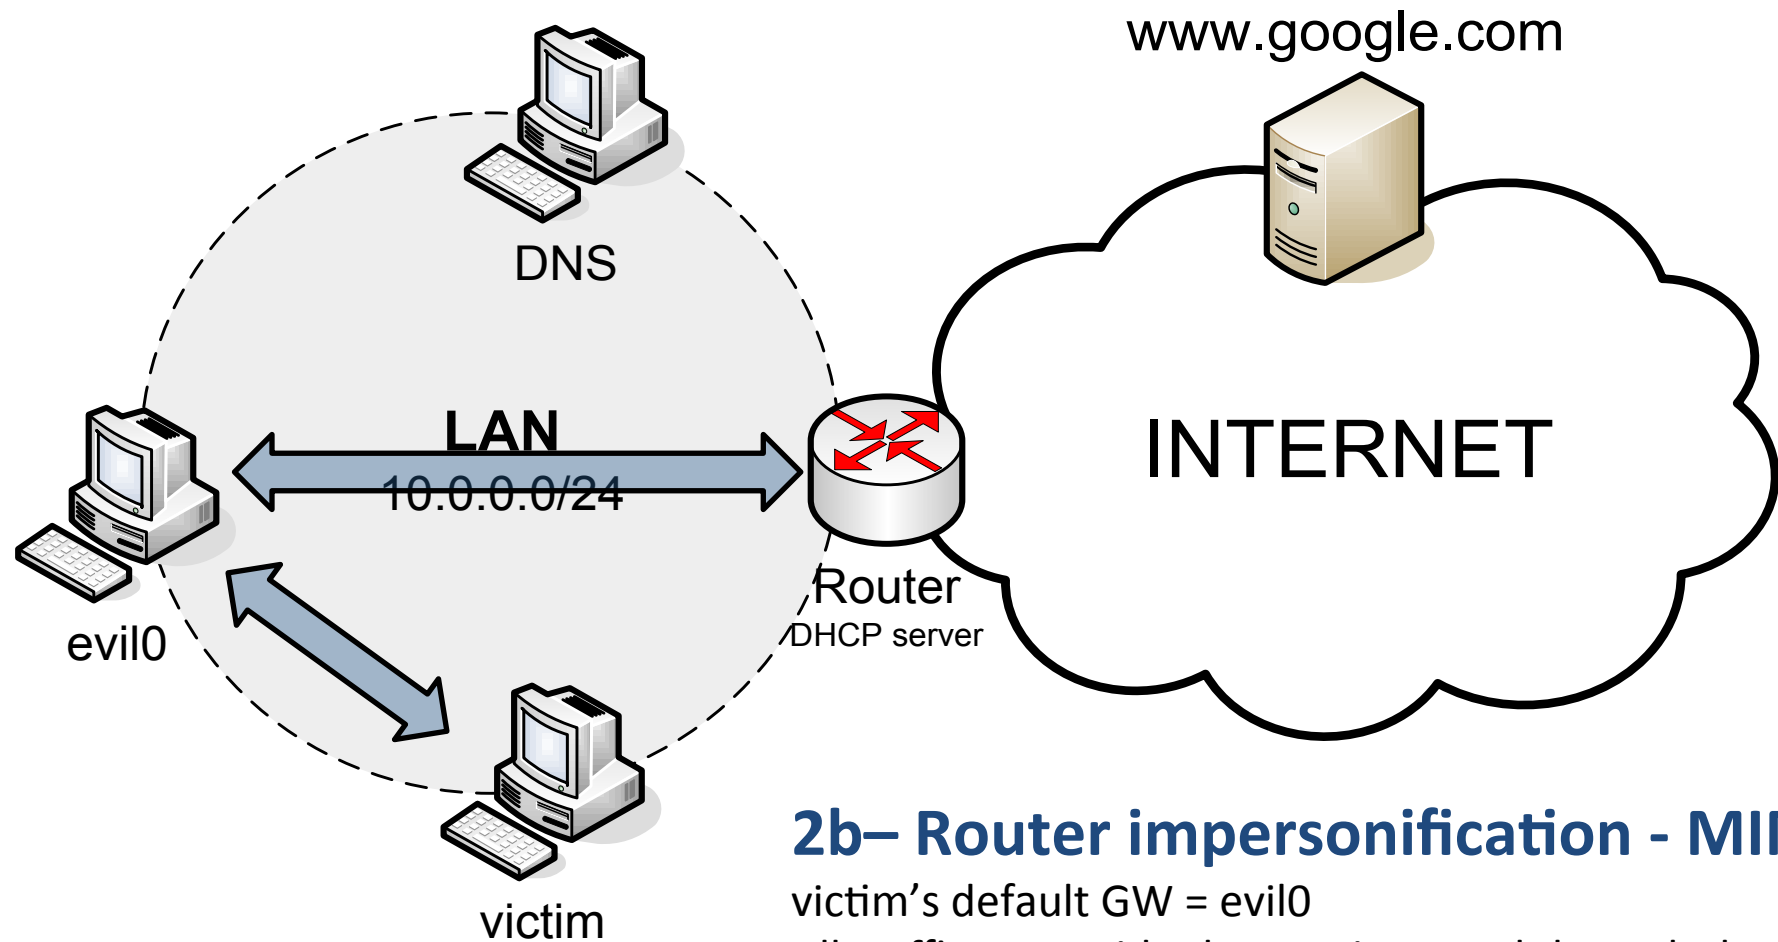 www.google.com
DNS
LAN
10.0.0.0/24
INTERNET
Router
DHCP server
evil0
victim
2b– Router impersonification - MI
victim’s default GW = evil0